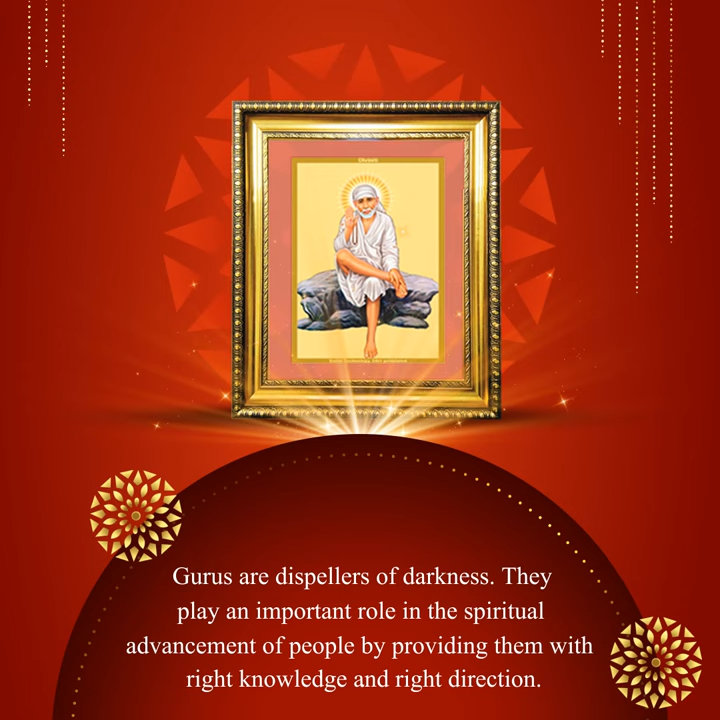 Gurus are dispellers of darkness. They
play an important role in the spiritual
advancement of people by providing them with
right knowledge and right direction.